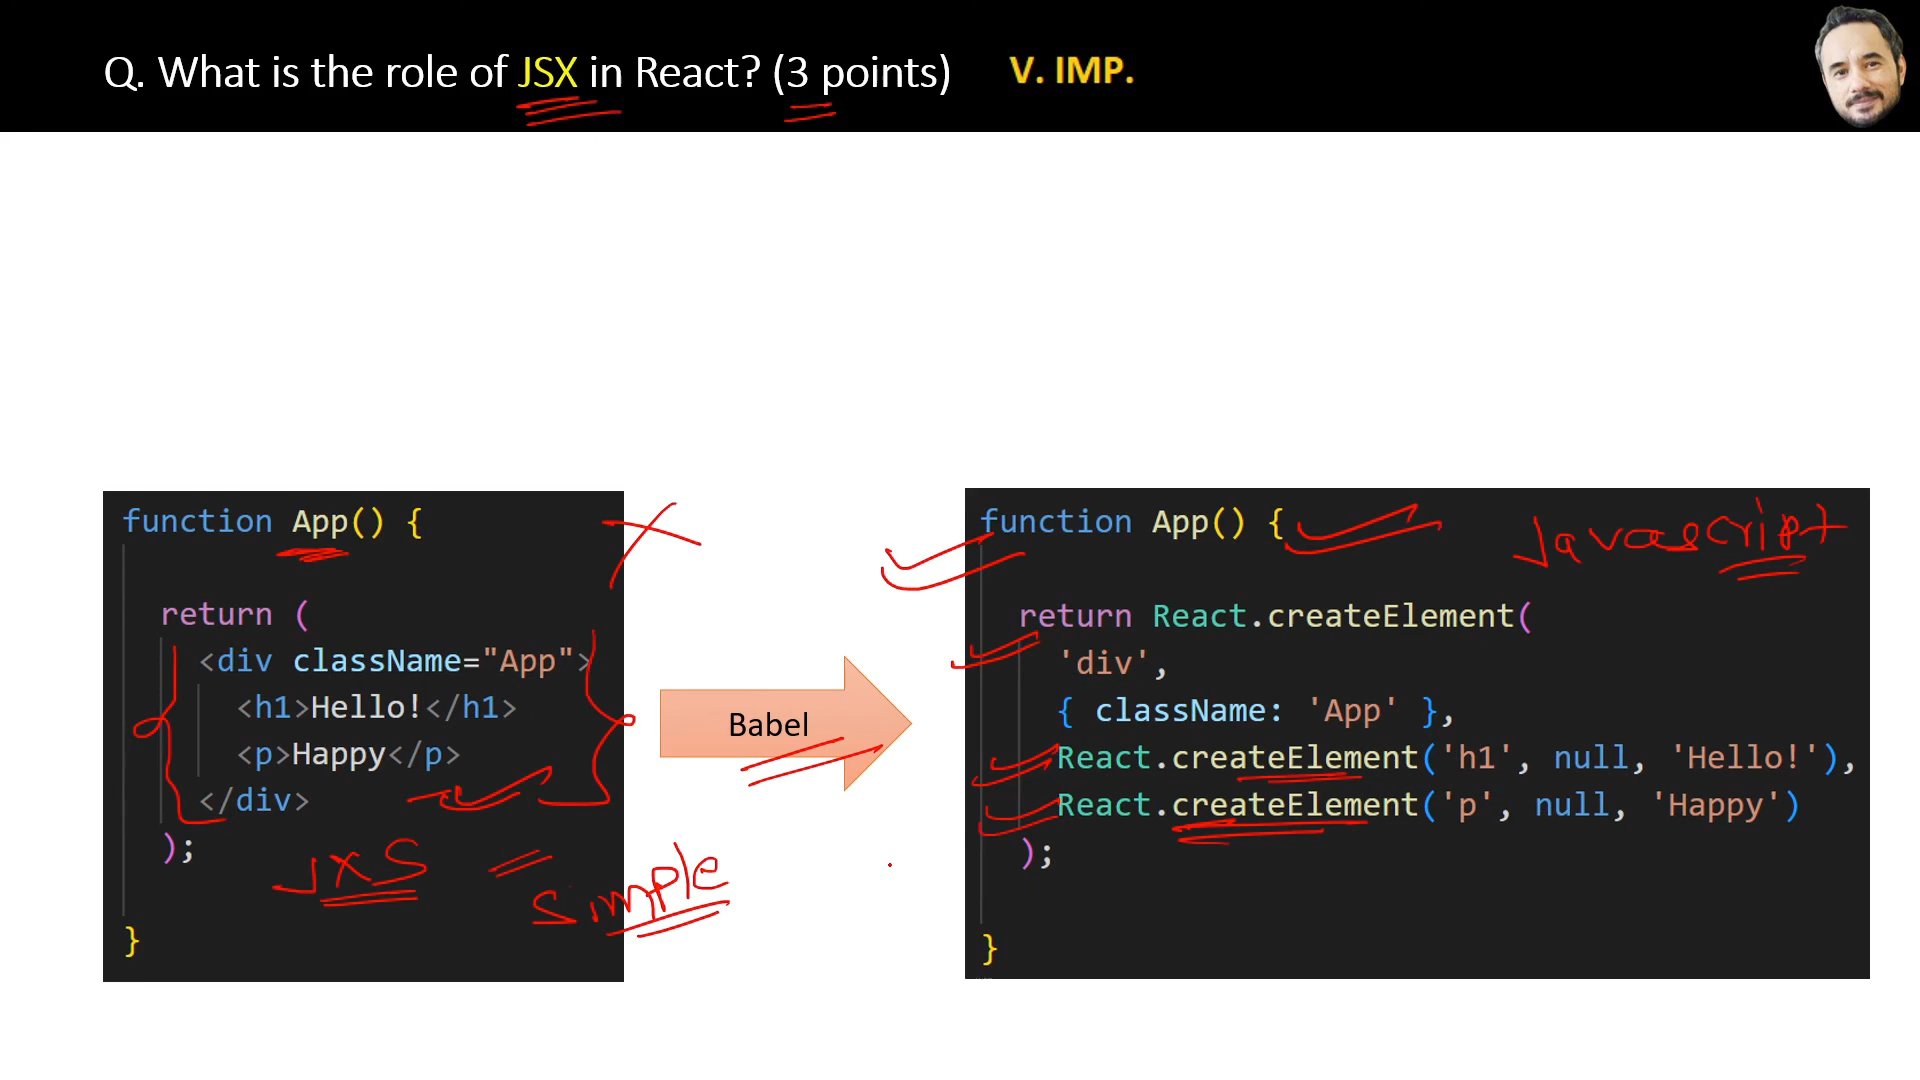 Q. What is the role of JSX in React? (3 points) V. IMP.
function App() {
return (
<div className="App">
<h1>Hello!</h1>
<p>Happy</p>
</div>
);
}
JXS
simple
Babel
function App() {
Javascript
return React.createElement(
'div',
{ className: 'App' },
React.createElement('h1', null, 'Hello!'),
React.createElement('p', null, 'Happy')
);
}